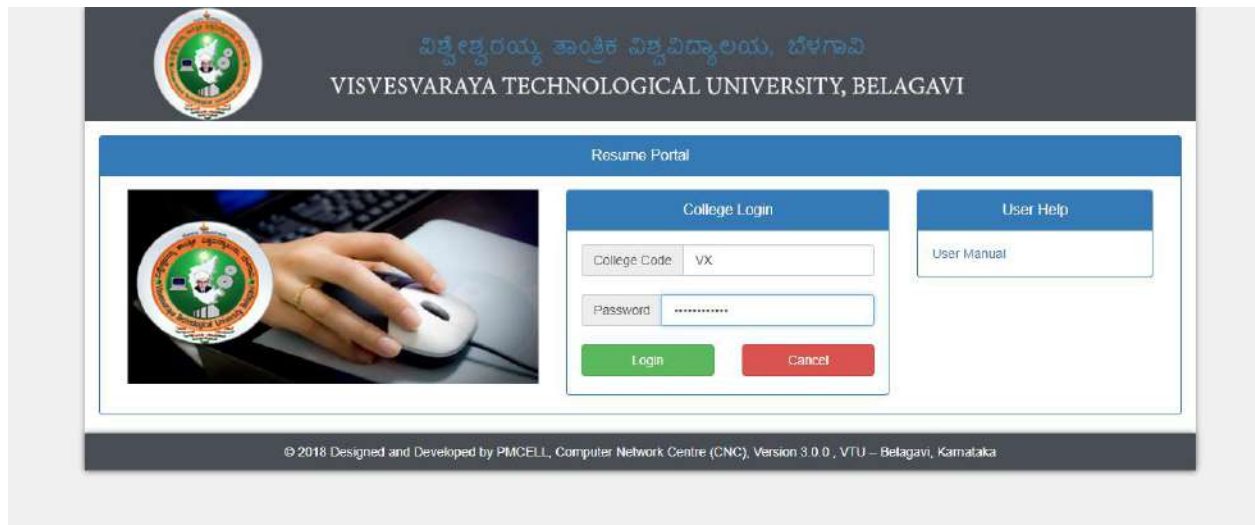 ವಿಶ್ವೇಶ್ವರಯ್ಯ ತಾಂತ್ರಿಕ ವಿಶ್ವವಿದ್ಯಾಲಯ, ಬೆಳಗಾವಿ
VISVESVARAYA TECHNOLOGICAL UNIVERSITY, BELAGAVI
Resume Portal
College Login
College Code VX
Password ············
Login Cancel
User Help
User Manual
© 2018 Designed and Developed by PMCELL, Computer Network Centre (CNC), Version 3.0.0 , VTU – Belagavi, Karnataka